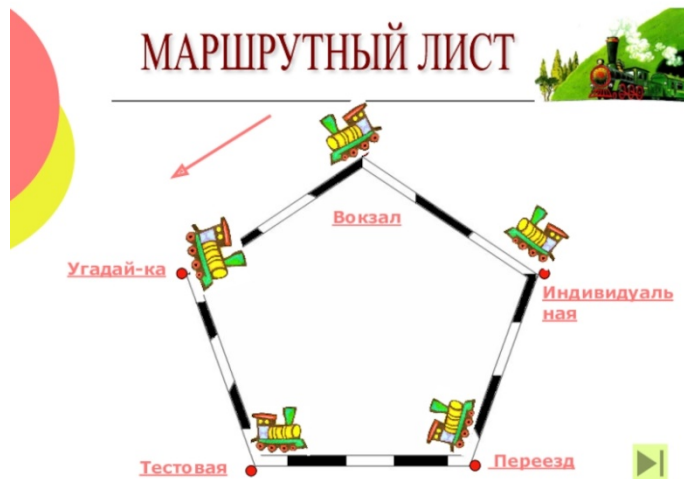 МАРШРУТНЫЙ ЛИСТ
Вокзал
Угадай-ка
Индивидуаль
ная
Тестовая
Переезд